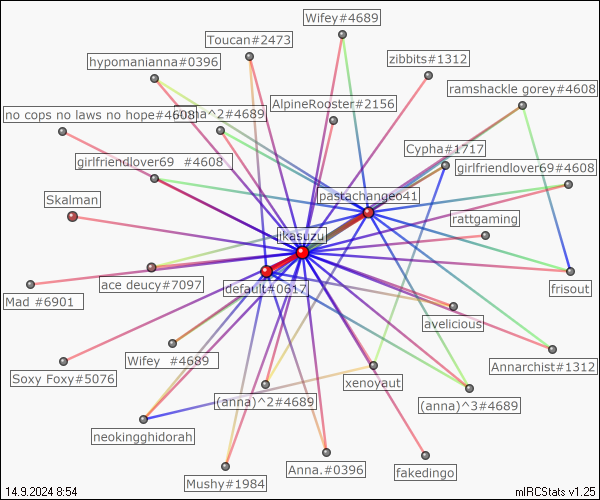 Wifey#4689
Toucan#2473
hypomanianna#0396
zibbits#1312
ramshackle gorey#4608
AlpineRooster#2156
no cops no laws no hope#4608
na^2#4689
Cypha#1717
girlfriendlover69 #4608
girlfriendlover69#4608
pastachangeo41
Skalman
rattgaming
ikasuzu
ace deucy#7097
default#0617
frisout
Mad #6901
avelicious
Wifey #4689
Annarchist#1312
Soxy Foxy#5076
xenoyaut
(anna)^2#4689
(anna)^3#4689
neokingghidorah
Mushy#1984
Anna.#0396
fakedingo
14.9.2024 8:54
mIRCStats v1.25